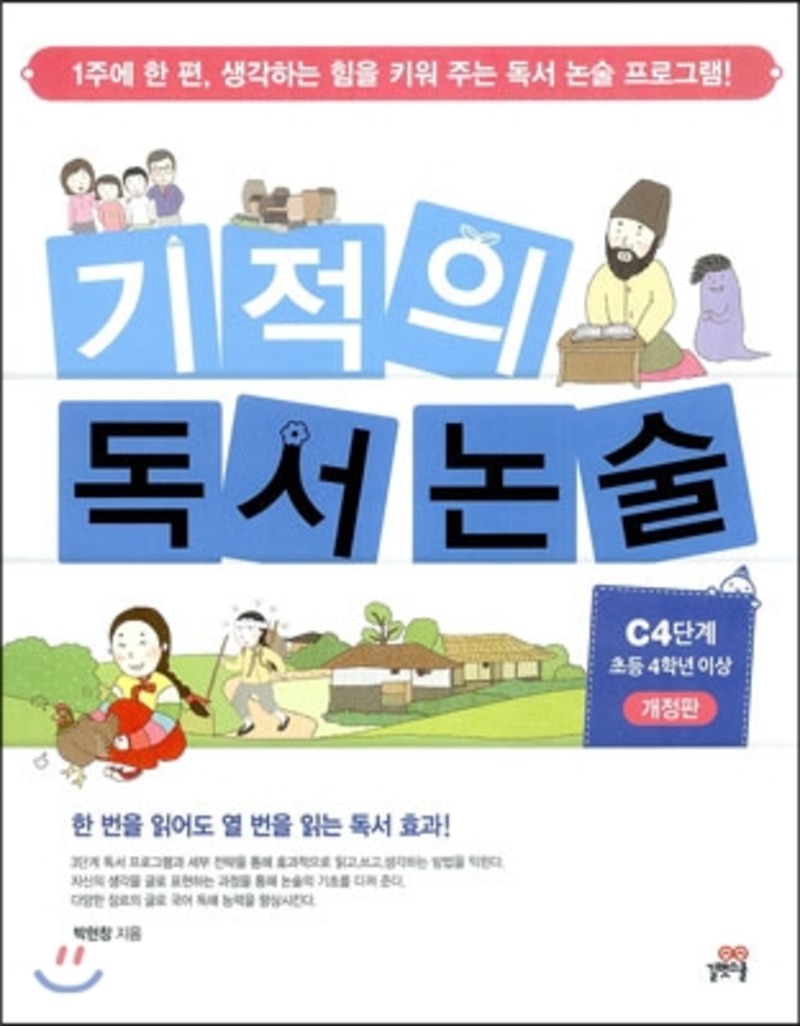 1주에 한 편, 생각하는 힘을 키워 주는 독서 논술 프로그램!
기적의
독서 논술
C4단계
초등 4학년 이상
개정판
한 번을 읽어도 열 번을 읽는 독서 효과!
3단계 독서 프로그램과 세부 전략을 통해 효과적으로 읽고,쓰고,생각하는 방법을 익힌다.
자신의 생각을 글로 표현하는 과정을 통해 논술의 기초를 다져 준다.
다양한 장르의 글로 국어 독해 능력을 향상시킨다.
박현창 지음
길벗스쿨